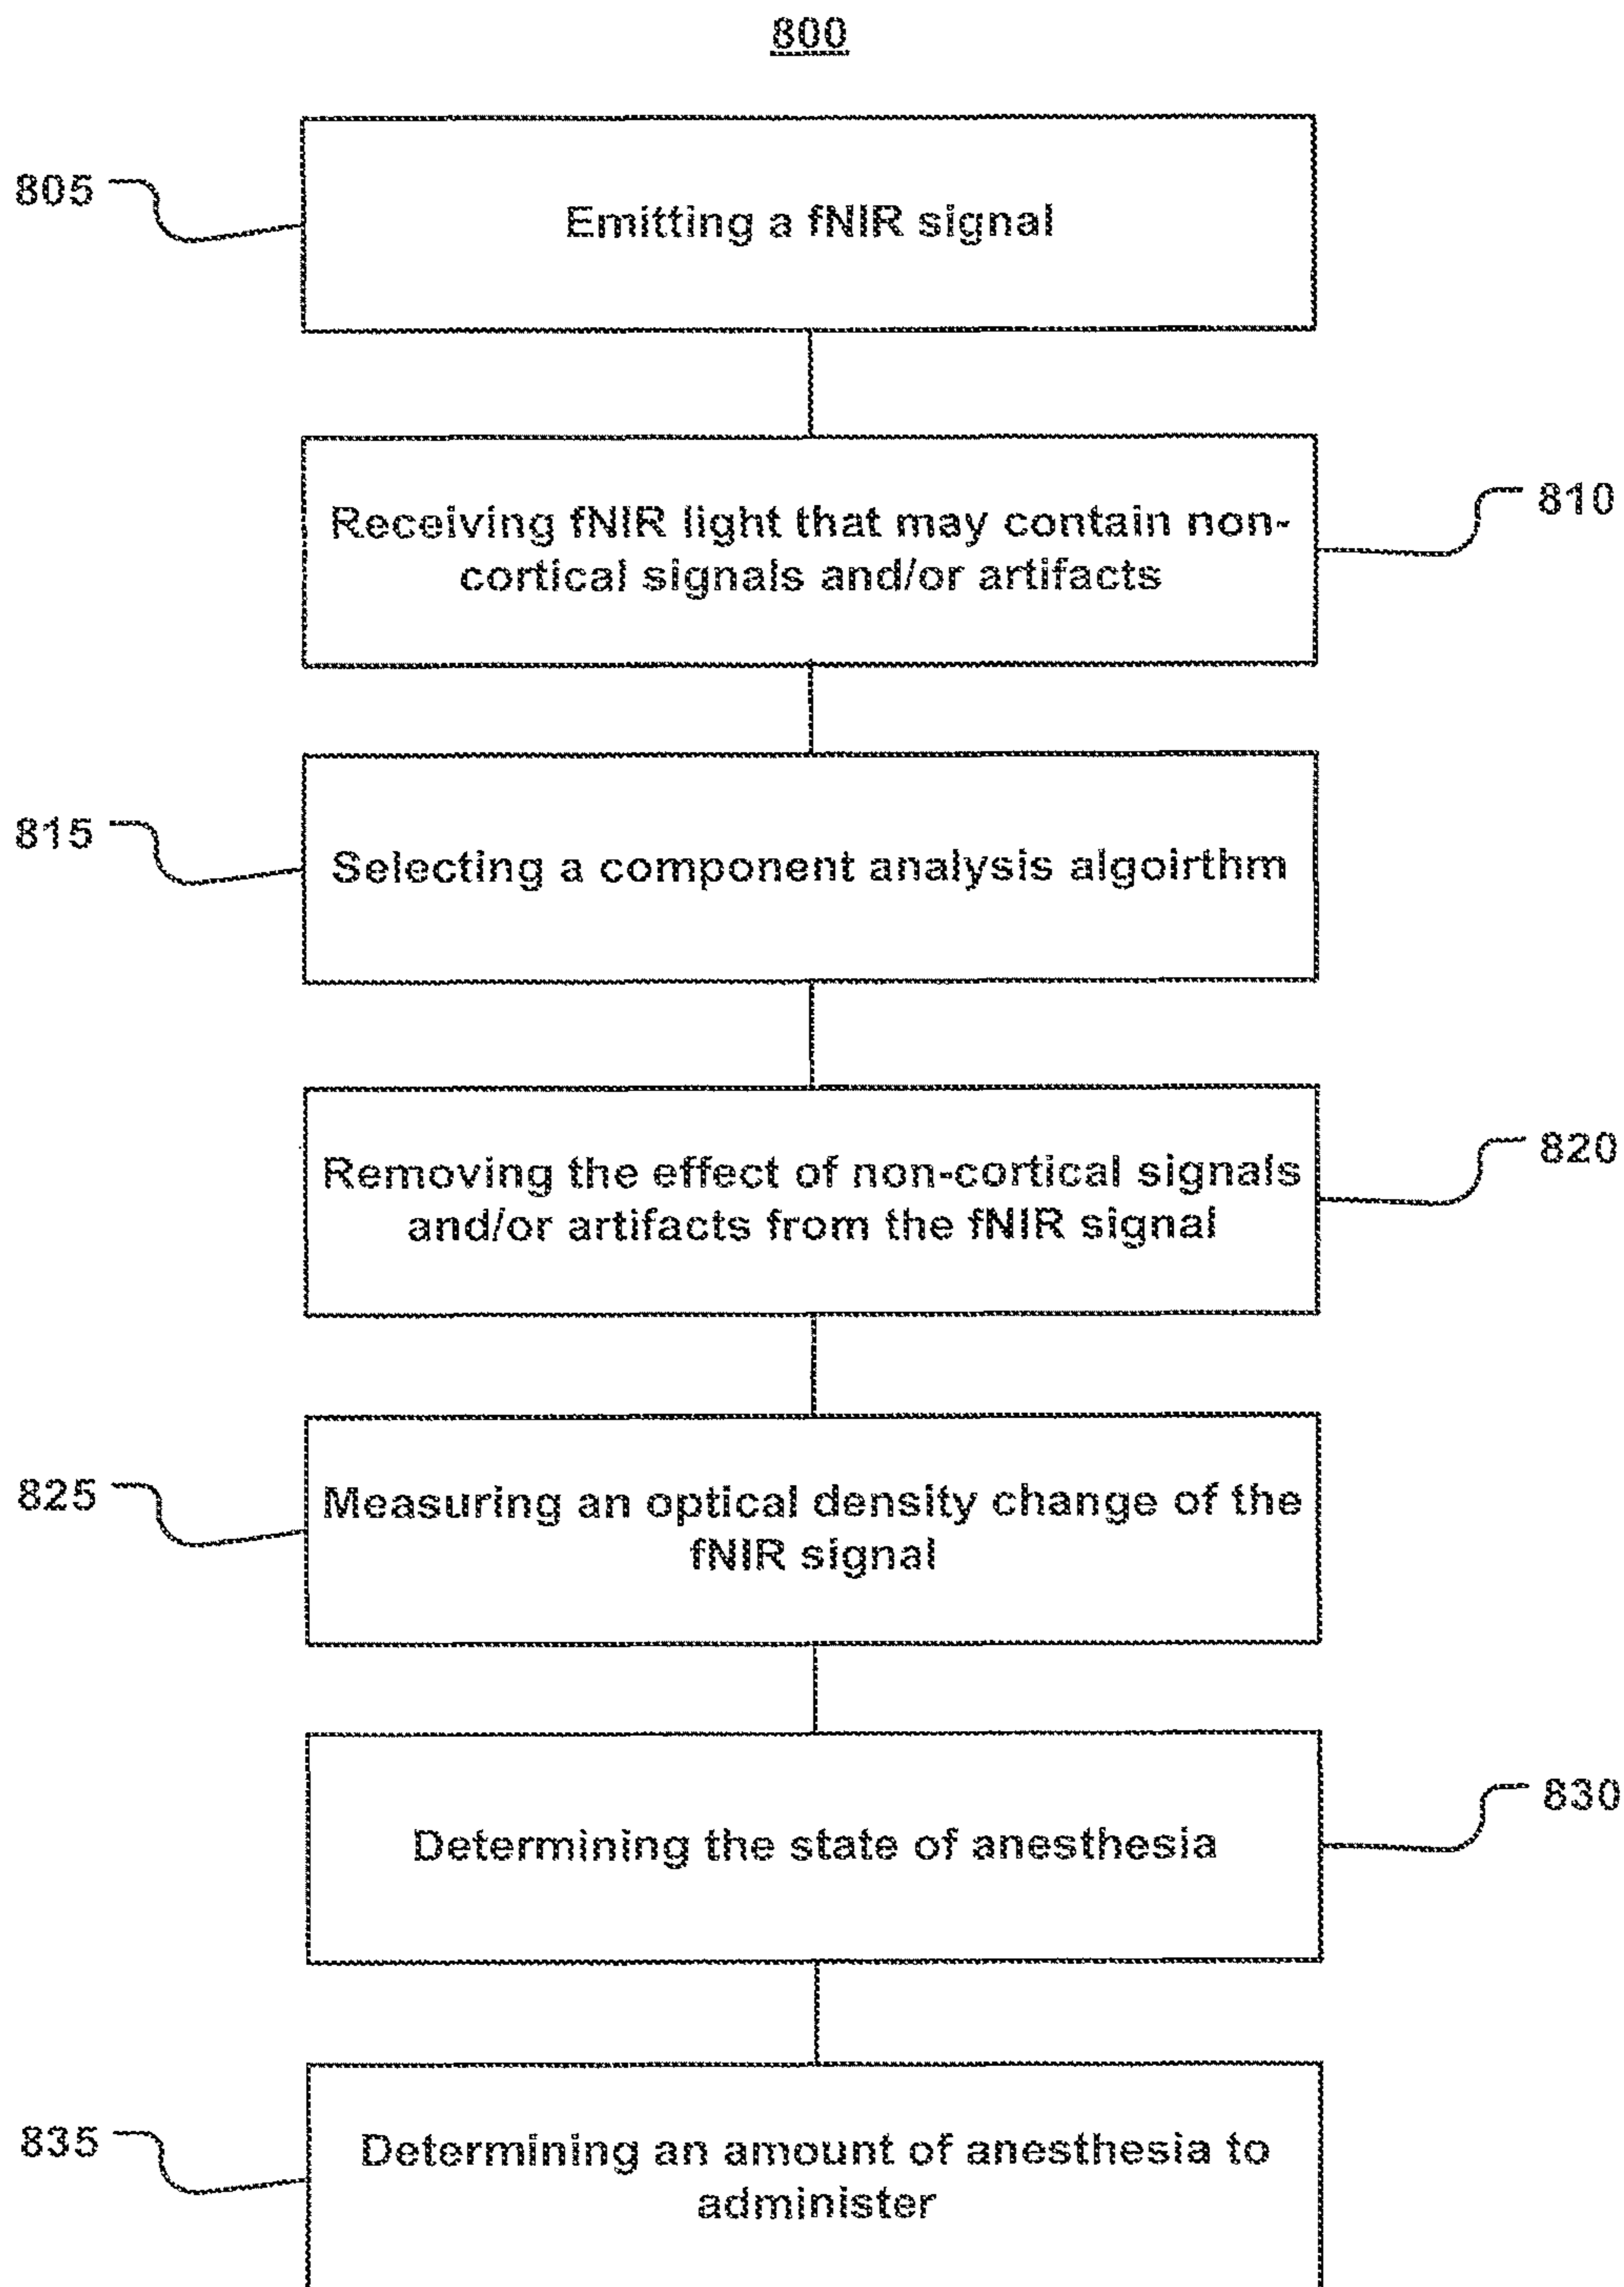 800
805
Emitting a fNIR signal
Receiving fNIR light that may contain non-
cortical signals and/or artifacts
810
815
Selecting a component analysis algoirthm
Removing the effect of non-cortical signals
and/or artifacts from the fNIR signal
820
825
Measuring an optical density change of the
fNIR signal
Determining the state of anesthesia
830
835
Determining an amount of anesthesia to
administer